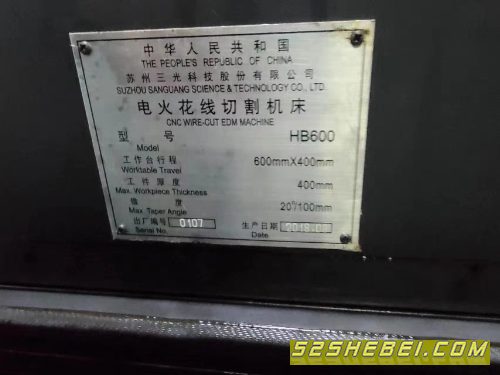 中华人民共和国
THE PEOPLE'S REPUBLIC OF CHINA
苏州三光科技股份有限公司
SUZHOU SANGUANG SCIENCE & TECHNOLOGY CO., LTD.
电火花线切割机床
CNC WIRE-CUT EDM MACHINE
型 号 HB600
Model
工作台行程 600mmX400mm
Worktable Travel
工件厚度 400mm
Max. Workpiece Thickness
锥 度 20°/100mm
Max Taper Angle
出厂编号 0107 生产日期
Serial No. Date
52SHEBEI.COM